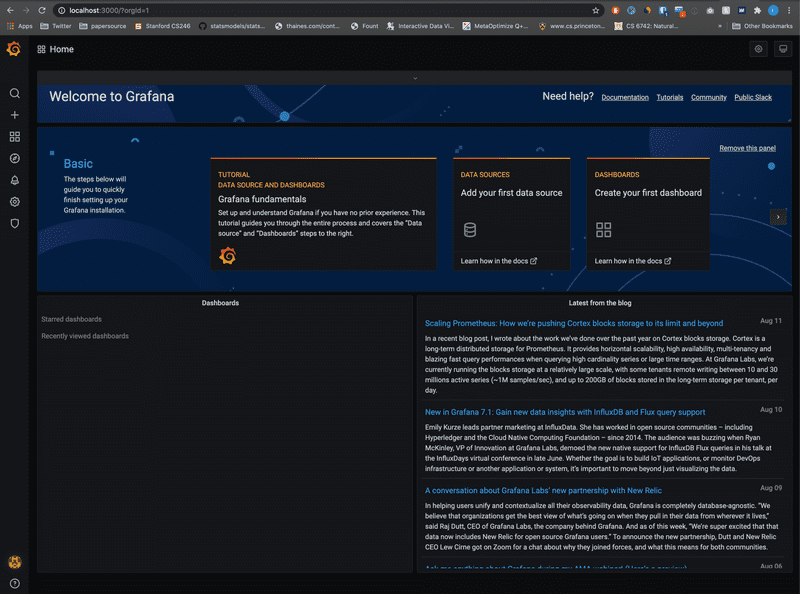 localhost:3000/?orgId=1
Apps Twitter papersource Stanford CS246 statsmodels/stats... thaines.com/cont... Fount Interactive Data Vi... MetaOptimize Q+... www.cs.princeton... CS 6742: Natural... » Other Bookmarks
Home
Welcome to Grafana
Need help? Documentation Tutorials Community Public Slack
Remove this panel
Basic
The steps below will
guide you to quickly
finish setting up your
Grafana installation.
TUTORIAL
DATA SOURCE AND DASHBOARDS
Grafana fundamentals
Set up and understand Grafana if you have no prior experience. This
tutorial guides you through the entire process and covers the “Data
source” and “Dashboards” steps to the right.
DATA SOURCES
Add your first data source
Learn how in the docs
DASHBOARDS
Create your first dashboard
Learn how in the docs
Dashboards
Starred dashboards
Recently viewed dashboards
Latest from the blog
Scaling Prometheus: How we’re pushing Cortex blocks storage to its limit and beyond
Aug 11
In a recent blog post, I wrote about the work we’ve done over the past year on Cortex blocks storage. Cortex is a
long-term distributed storage for Prometheus. It provides horizontal scalability, high availability, multi-tenancy and
blazing fast query performances when querying high cardinality series or large time ranges. At Grafana Labs, we’re
currently running the blocks storage at a relatively large scale, with some tenants remote writing between 10 and 30
millions active series (~1M samples/sec), and up to 200GB of blocks stored in the long-term storage per tenant, per
day.
New in Grafana 7.1: Gain new data insights with InfluxDB and Flux query support
Aug 10
Emily Kurze leads partner marketing at InfluxData. She has worked in open source communities – including
Hyperledger and the Cloud Native Computing Foundation – since 2014. The audience was buzzing when Ryan
McKinley, VP of Innovation at Grafana Labs, demoed the new native support for InfluxDB Flux queries in his talk at
the InfluxDays virtual conference in late June. Whether the goal is to build IoT applications, or monitor DevOps
infrastructure or another application or system, it’s important to move beyond just visualizing the data.
A conversation about Grafana Labs’ new partnership with New Relic
Aug 09
In helping users unify and contextualize all their observability data, Grafana is completely database-agnostic. “We
believe that organizations get the best view of what’s going on when they pull in their data from wherever it lives,”
said Raj Dutt, CEO of Grafana Labs, the company behind Grafana. And as of this week, “We’re super excited that that
data now includes New Relic for open source Grafana users.” To announce the new partnership, Dutt and New Relic
CEO Lew Cirne got on Zoom for a chat about why they joined forces, and what this means for both communities.
Ask me anything about Grafana during my AMA webinar! (Here’s a preview)
Aug 06